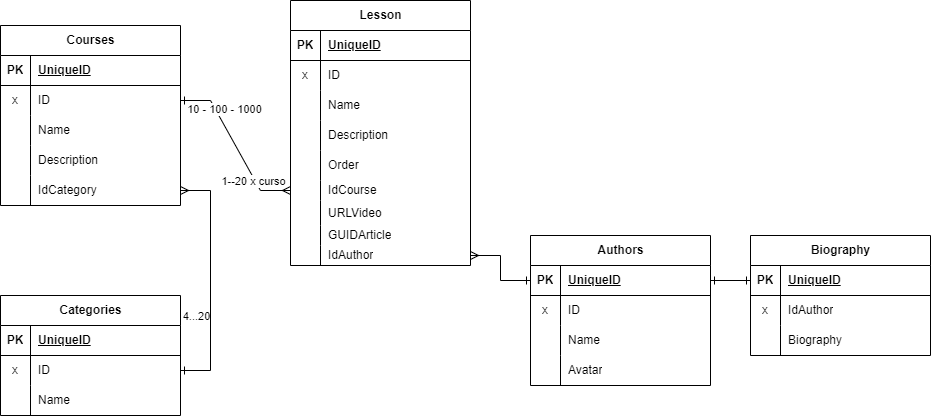 Courses
PK UniqueID
x ID
Name
Description
IdCategory
10 - 100 - 1000
1--20 x curso
4...20
Categories
PK UniqueID
x ID
Name
Lesson
PK UniqueID
x ID
Name
Description
Order
IdCourse
URLVideo
GUIDArticle
IdAuthor
Authors
PK UniqueID
x ID
Name
Avatar
Biography
PK UniqueID
x IdAuthor
Biography